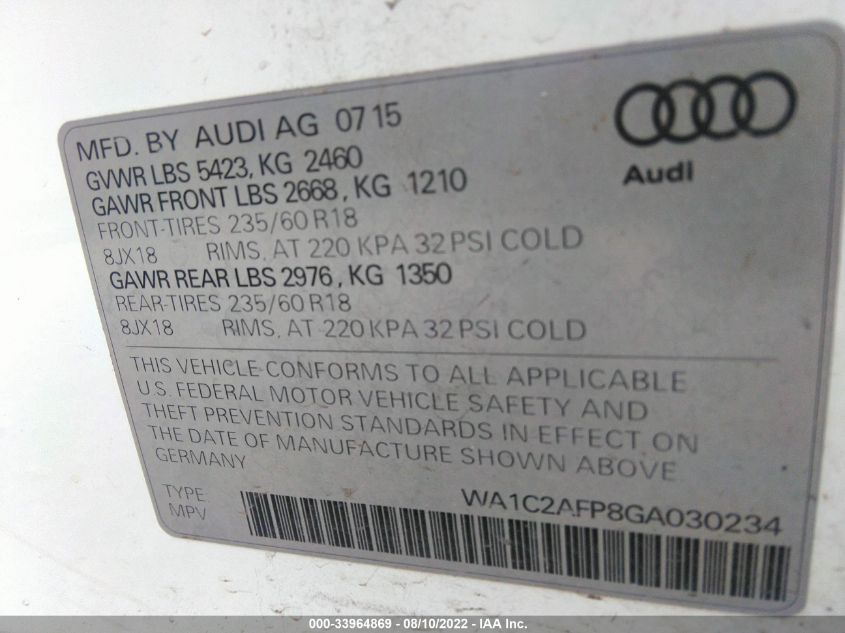 MFD. BY AUDI AG 07 15
GVWR LBS 5423, KG 2460
GAWR FRONT LBS 2668, KG 1210
FRONT-TIRES 235/60 R18
8JX18 RIMS, AT 220 KPA 32 PSI COLD
GAWR REAR LBS 2976, KG 1350
REAR-TIRES 235/60 R18
8JX18 RIMS, AT 220 KPA 32 PSI COLD
Audi
THIS VEHICLE CONFORMS TO ALL APPLICABLE
U.S. FEDERAL MOTOR VEHICLE SAFETY AND
THEFT PREVENTION STANDARDS IN EFFECT ON
THE DATE OF MANUFACTURE SHOWN ABOVE
GERMANY
TYPE WA1C2AFP8GA030234
MPV
000-33964869 - 08/10/2022 - IAA Inc.